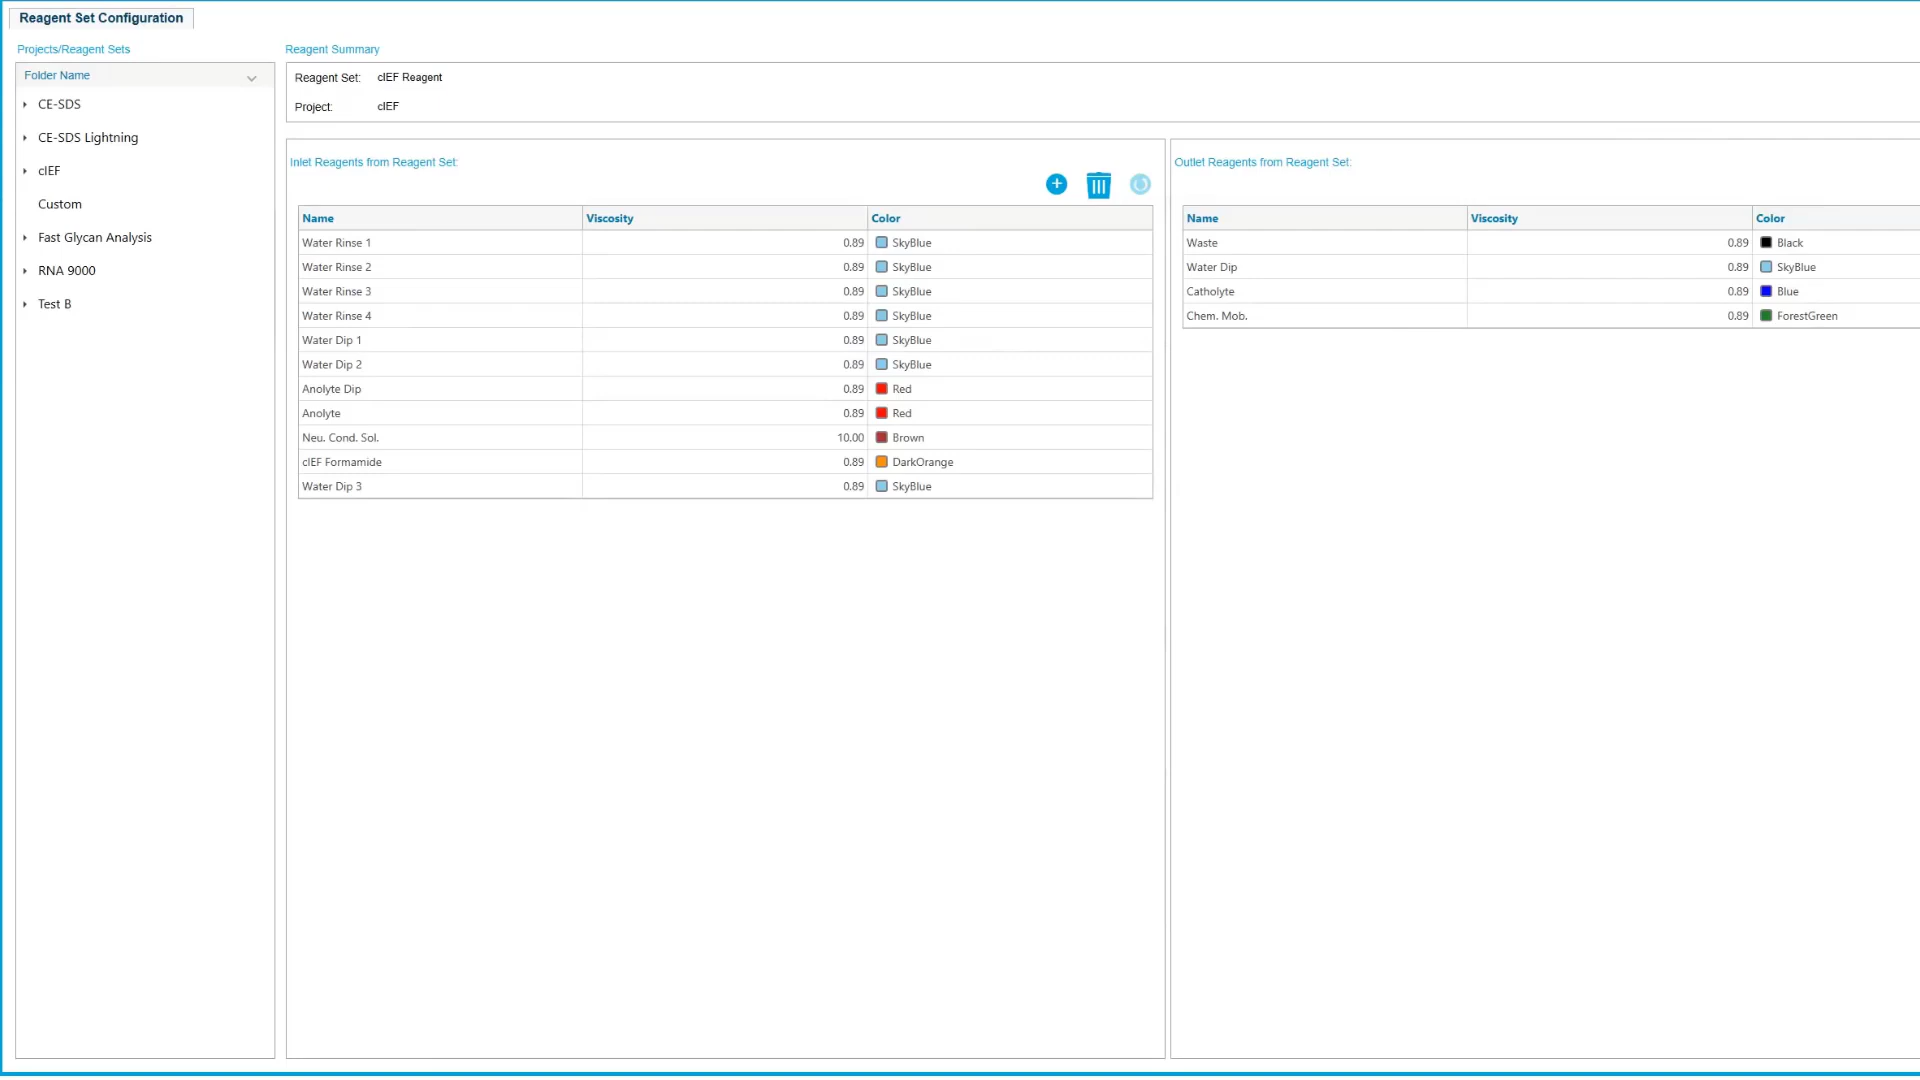 Reagent Set Configuration
Projects/Reagent Sets
Folder Name
CE-SDS
CE-SDS Lightning
cIEF
Custom
Fast Glycan Analysis
RNA 9000
Test B
Reagent Summary
Reagent Set: cIEF Reagent
Project: cIEF
Inlet Reagents from Reagent Set:
Name Viscosity Color
Water Rinse 1 0.89 SkyBlue
Water Rinse 2 0.89 SkyBlue
Water Rinse 3 0.89 SkyBlue
Water Rinse 4 0.89 SkyBlue
Water Dip 1 0.89 SkyBlue
Water Dip 2 0.89 SkyBlue
Anolyte Dip 0.89 Red
Anolyte 0.89 Red
Neu. Cond. Sol. 10.00 Brown
cIEF Formamide 0.89 DarkOrange
Water Dip 3 0.89 SkyBlue
Outlet Reagents from Reagent Set:
Name Viscosity Color
Waste 0.89 Black
Water Dip 0.89 SkyBlue
Catholyte 0.89 Blue
Chem. Mob. 0.89 ForestGreen